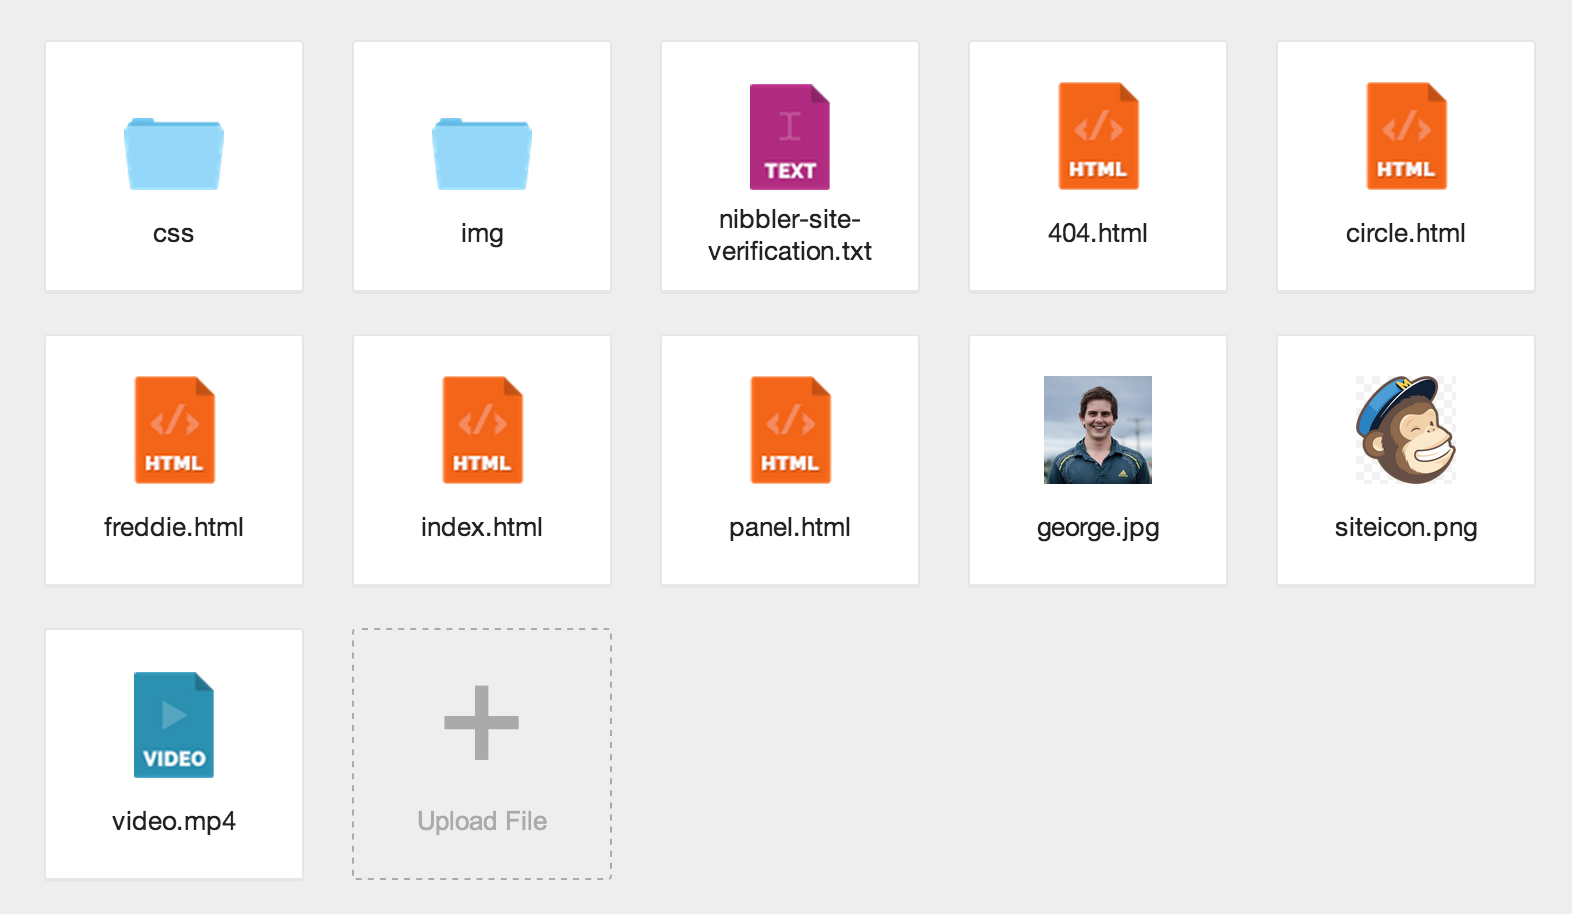 TEXT
HTML
HTML
css
img
nibbler-site-
verification.txt
404.html
circle.html
HTML
HTML
HTML
M
freddie.html
index.html
panel.html
george.jpg
siteicon.png
VIDEO
video.mp4
Upload File